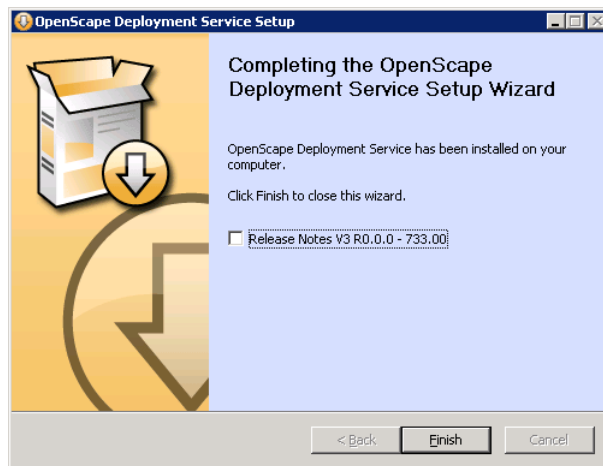 OpenScape Deployment Service Setup
Completing the OpenScape
Deployment Service Setup Wizard
OpenScape Deployment Service has been installed on your
computer.
Click Finish to close this wizard.
Release Notes V3 R0.0.0 - 733.00
< Back
Finish
Cancel